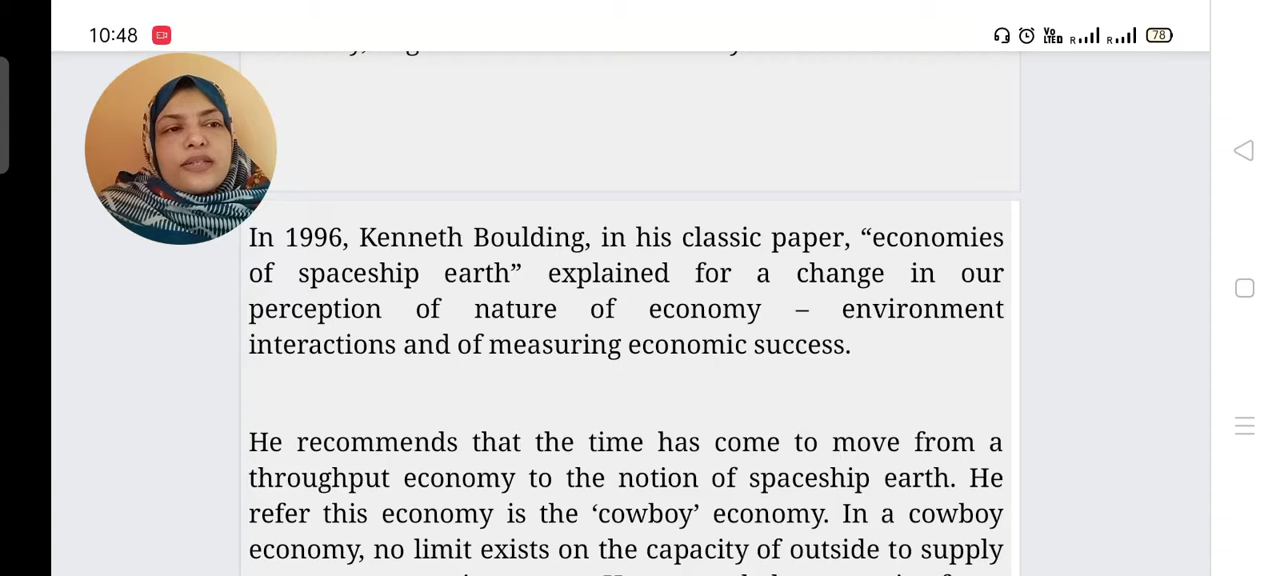 10:48
Vo LTED R R 78
In 1996, Kenneth Boulding, in his classic paper, “economies
of spaceship earth” explained for a change in our
perception of nature of economy – environment
interactions and of measuring economic success.
He recommends that the time has come to move from a
throughput economy to the notion of spaceship earth. He
refer this economy is the ‘cowboy’ economy. In a cowboy
economy, no limit exists on the capacity of outside to supply